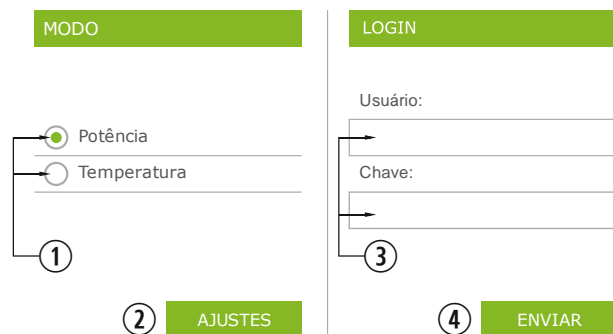 MODO
Potência
Temperatura
1
2 AJUSTES
LOGIN
Usuário:
Chave:
3
4 ENVIAR